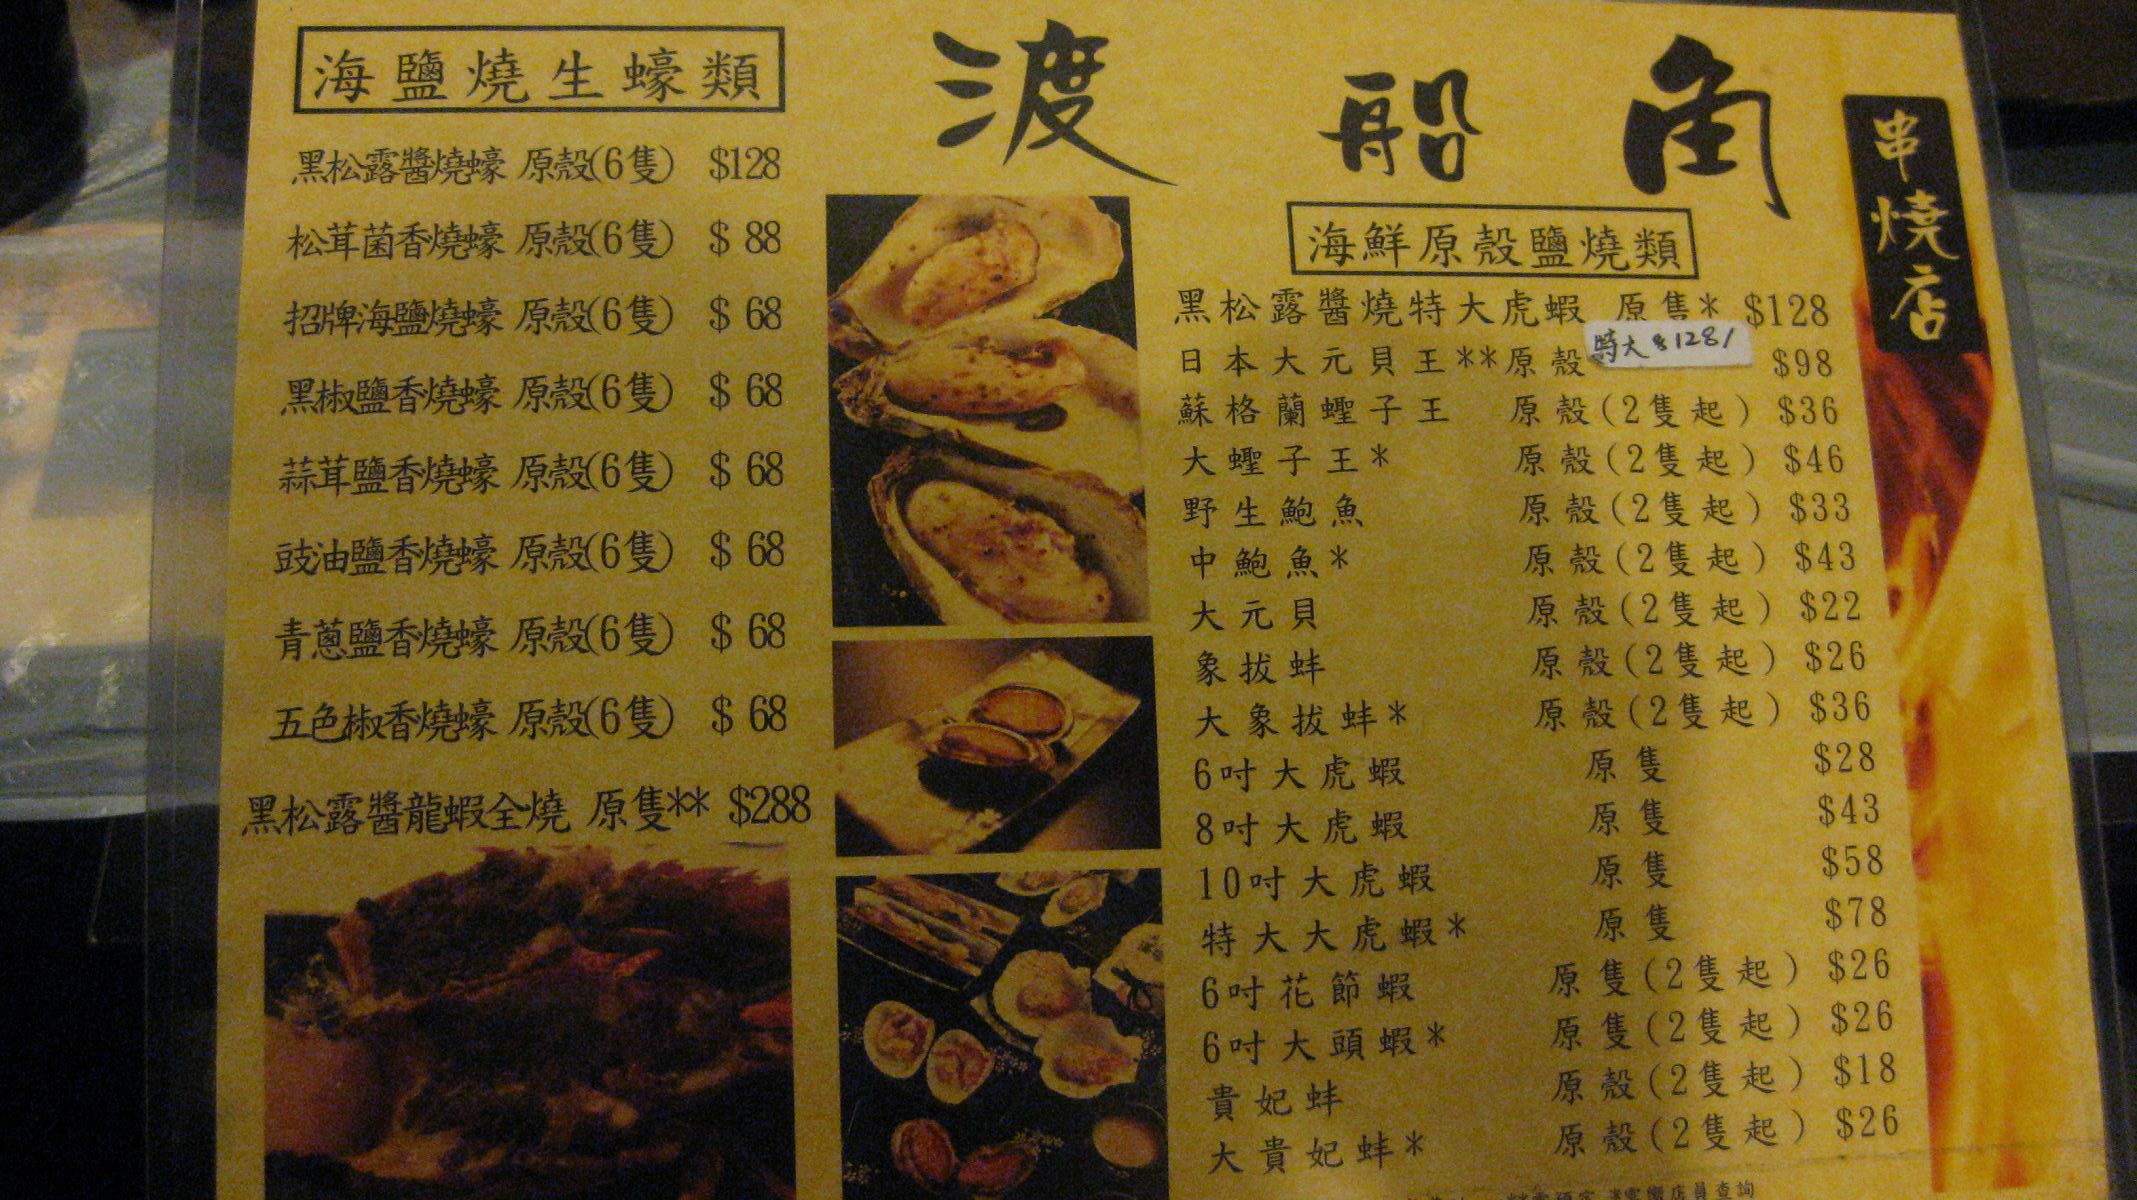 渡船角
串燒店
海鹽燒生蠔類
黑松露醬燒蠔 原殼(6隻) $128
松茸菌香燒蠔 原殼(6隻) $ 88
招牌海鹽燒蠔 原殼(6隻) $ 68
黑椒鹽香燒蠔 原殼(6隻) $ 68
蒜茸鹽香燒蠔 原殼(6隻) $ 68
豉油鹽香燒蠔 原殼(6隻) $ 68
青蔥鹽香燒蠔 原殼(6隻) $ 68
五色椒香燒蠔 原殼(6隻) $ 68
黑松露醬龍蝦全燒 原隻** $288
海鮮原殼鹽燒類
黑松露醬燒特大虎蝦 原隻* $128
日本大元貝王**原殼 特大$128/ $98
蘇格蘭蟶子王 原殼(2隻起) $36
大蟶子王* 原殼(2隻起) $46
野生鮑魚 原殼(2隻起) $33
中鮑魚* 原殼(2隻起) $43
大元貝 原殼(2隻起) $22
象拔蚌 原殼(2隻起) $26
大象拔蚌* 原殼(2隻起) $36
6吋大虎蝦 原隻 $28
8吋大虎蝦 原隻 $43
10吋大虎蝦 原隻 $58
特大大虎蝦* 原隻 $78
6吋花節蝦 原隻(2隻起) $26
6吋大頭蝦* 原隻(2隻起) $26
貴妃蚌 原殼(2隻起) $18
大貴妃蚌* 原殼(2隻起) $26
店員查詢